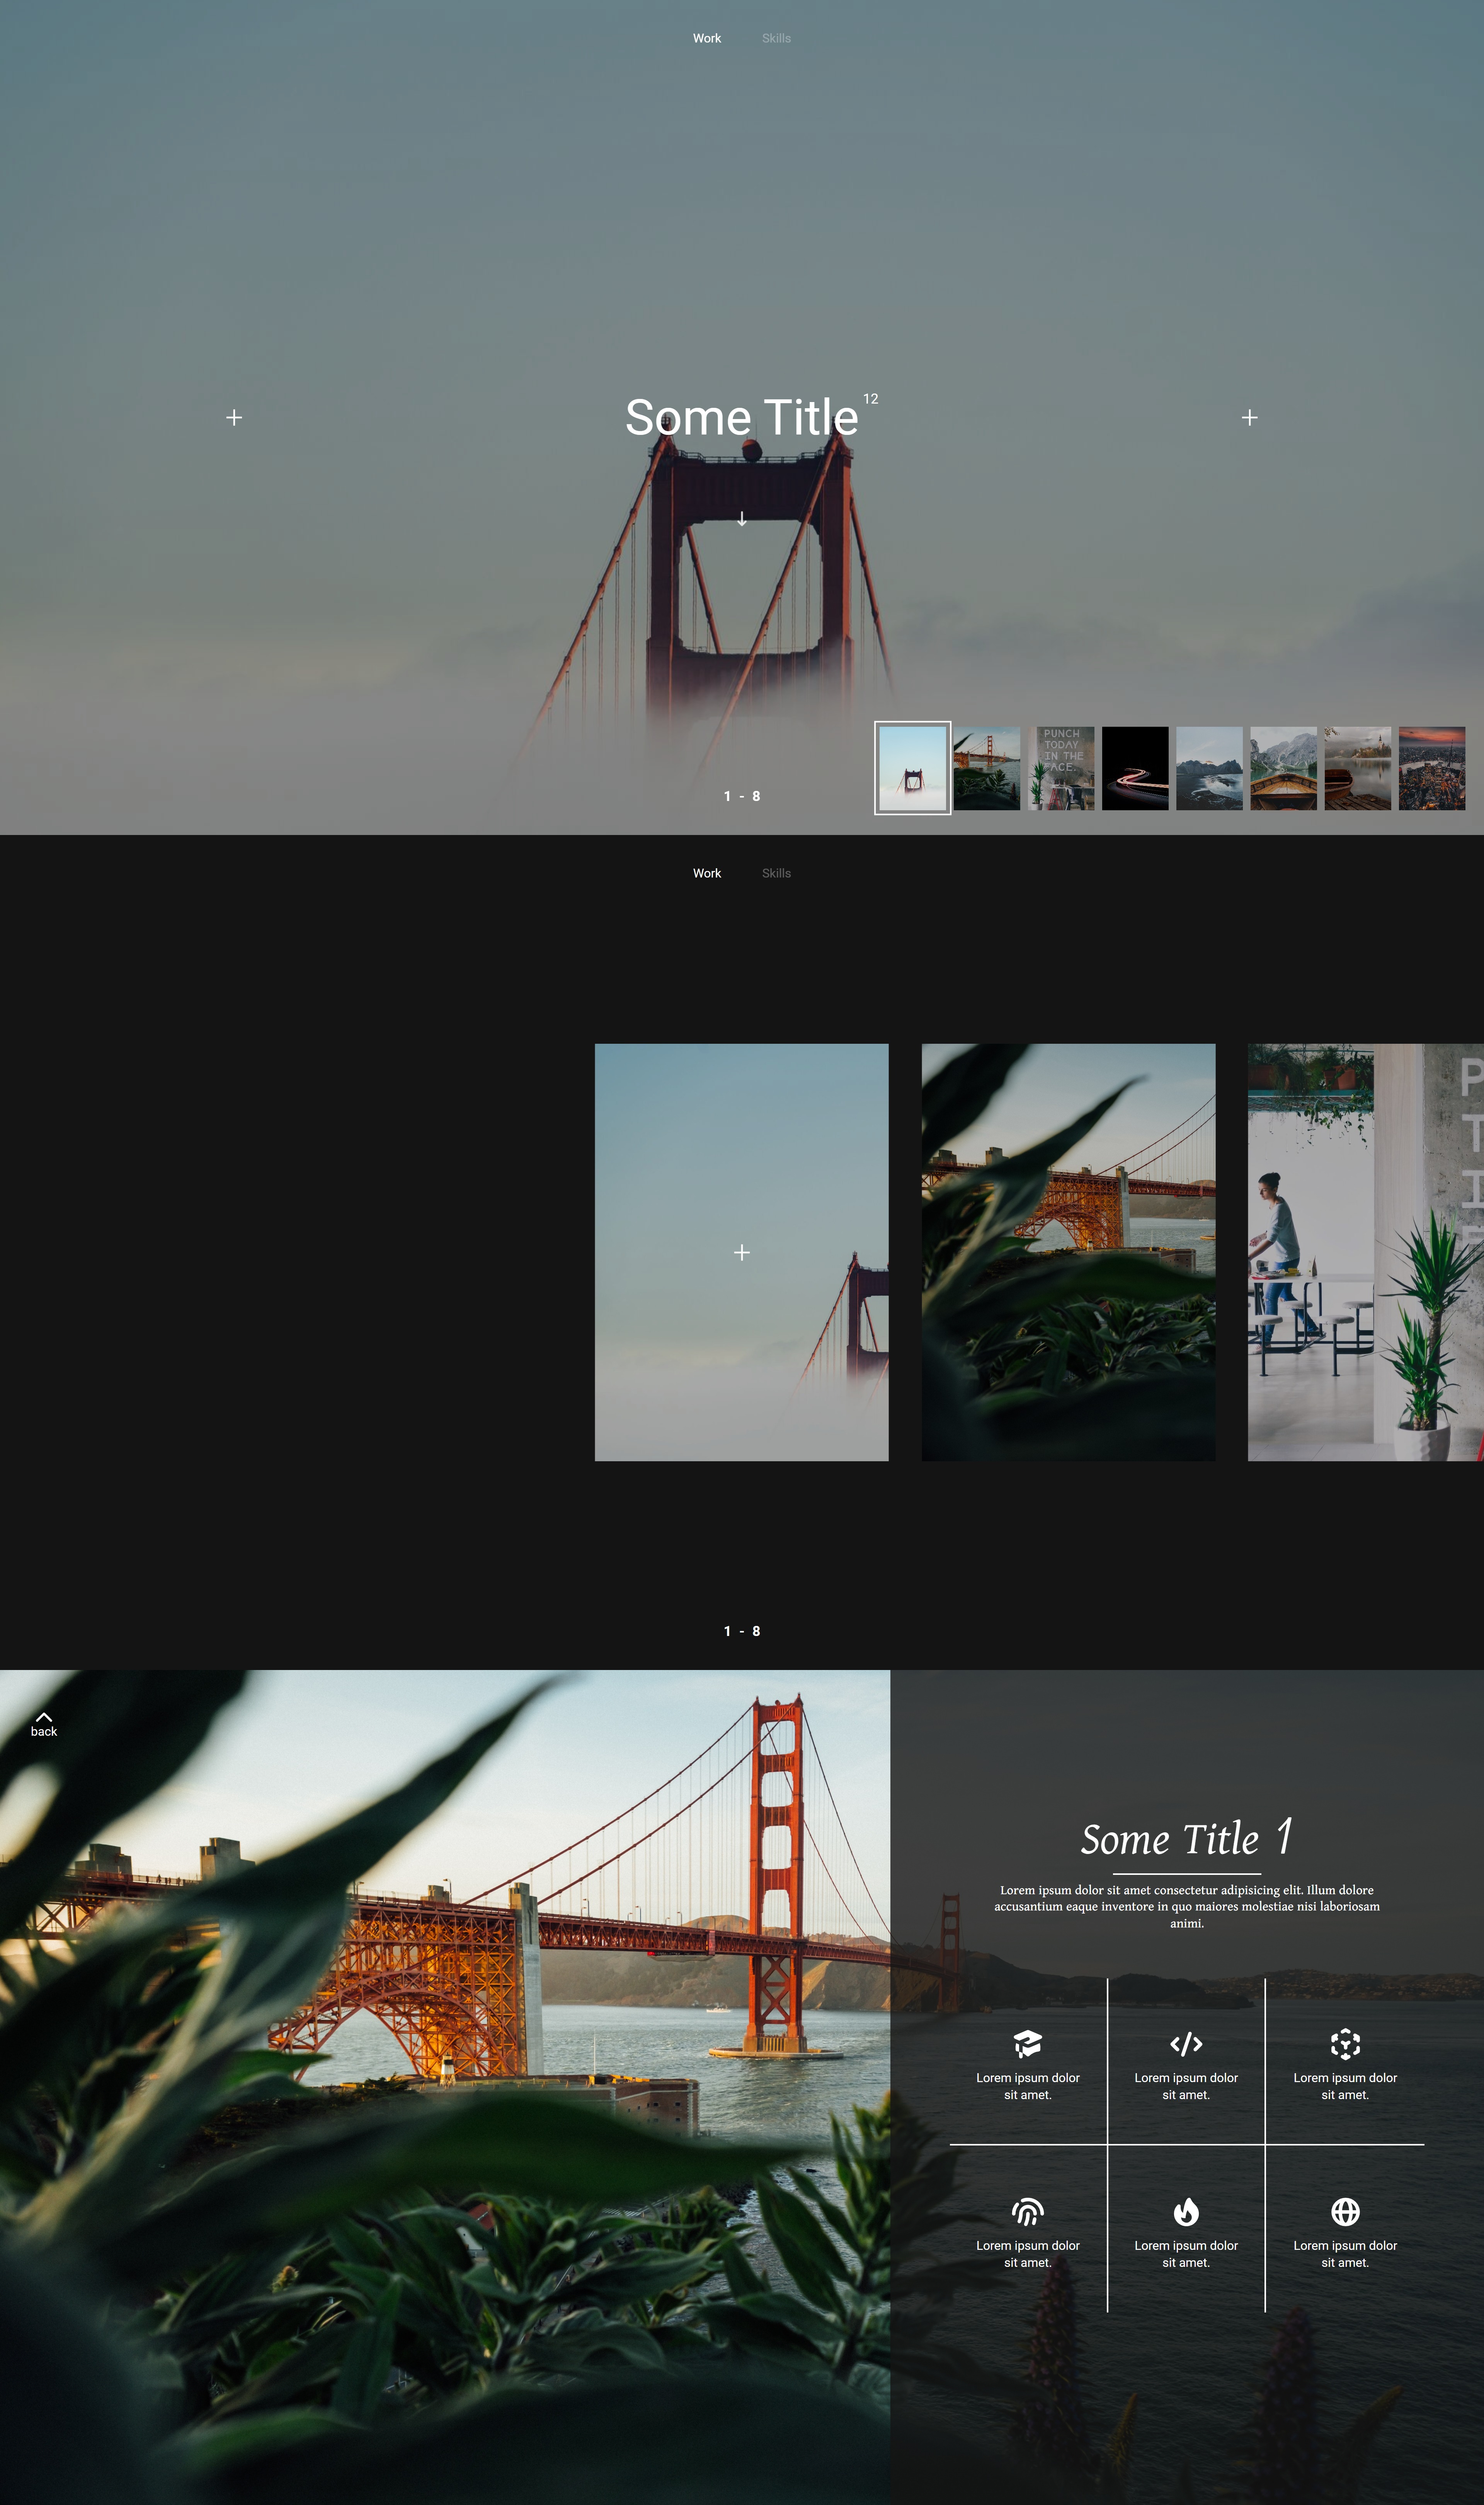 Work Skills
Some Title 12
PUNCH
TODAY
IN THE
FACE.
1 - 8
Work Skills
P
T
I
1 - 8
back
Some Title 1
Lorem ipsum dolor sit amet consectetur adipisicing elit. Illum dolore
accusantium eaque inventore in quo maiores molestiae nisi laboriosam
animi.
Lorem ipsum dolor
sit amet.
Lorem ipsum dolor
sit amet.
Lorem ipsum dolor
sit amet.
Lorem ipsum dolor
sit amet.
Lorem ipsum dolor
sit amet.
Lorem ipsum dolor
sit amet.